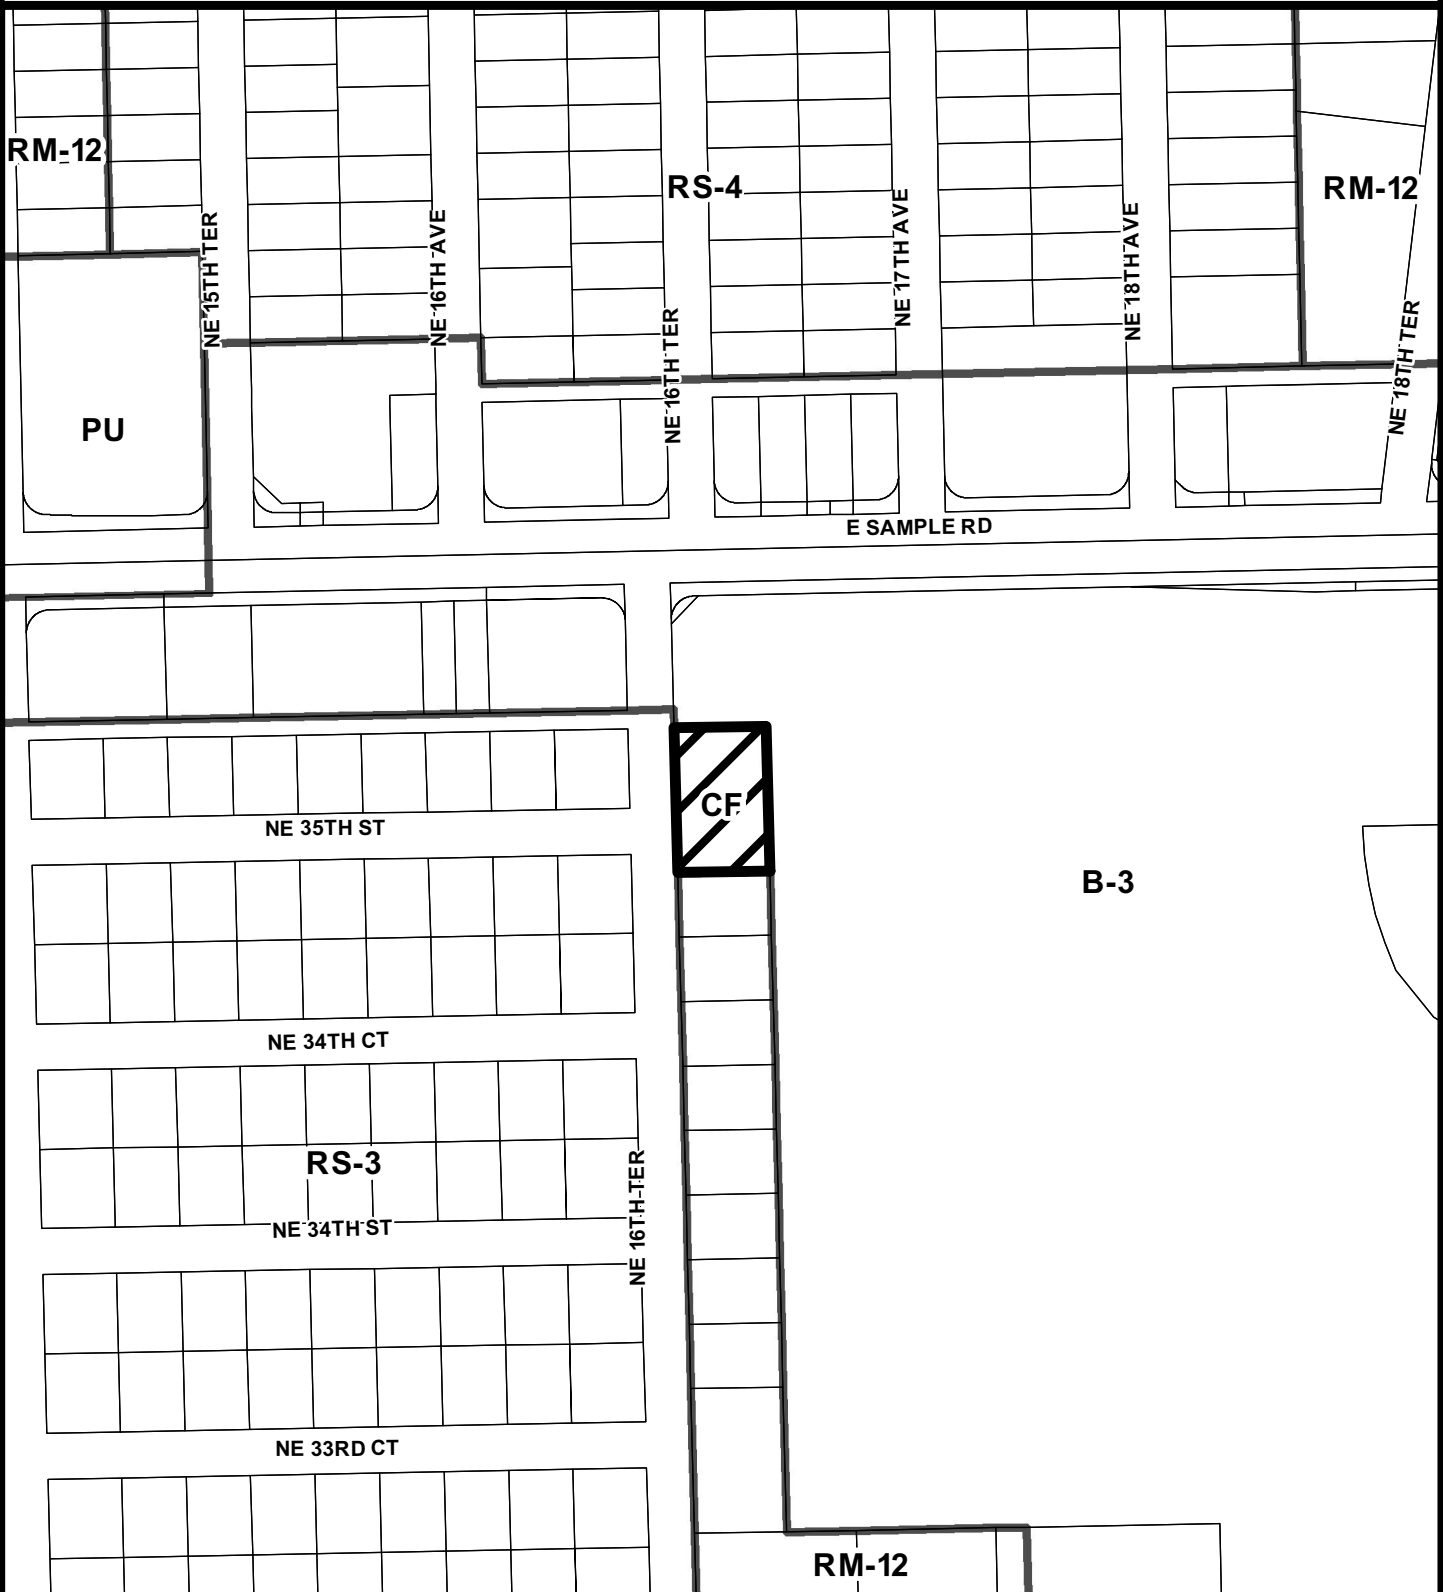 RM-12
RS-4
RM-12
NE 15TH TER
NE 16TH AVE
NE 17TH AVE
NE 18TH AVE
NE 16TH TER
NE 18TH TER
PU
E SAMPLE RD
CF
NE 35TH ST
B-3
NE 34TH CT
RS-3
NE 34TH ST
NE 16TH TER
NE 33RD CT
RM-12